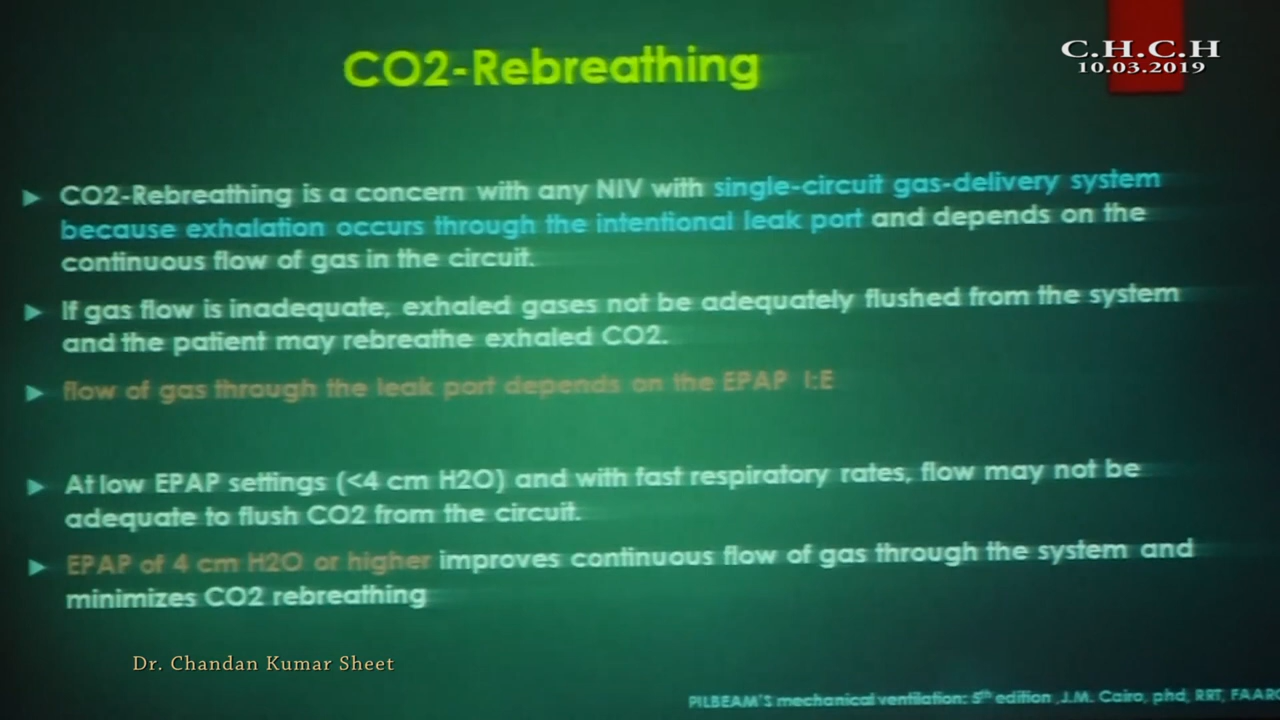 C.H.C.H
10.03.2019
CO2-Rebreathing
CO2-Rebreathing is a concern with any NIV with single-circuit gas-delivery system
because exhalation occurs through the intentional leak port and depends on the
continuous flow of gas in the circuit.
If gas flow is inadequate, exhaled gases not be adequately flushed from the system
and the patient may rebreathe exhaled CO2.
flow of gas through the leak port depends on the EPAP I:E
At low EPAP settings (<4 cm H2O) and with fast respiratory rates, flow may not be
adequate to flush CO2 from the circuit.
EPAP of 4 cm H2O or higher improves continuous flow of gas through the system and
minimizes CO2 rebreathing
Dr. Chandan Kumar Sheet
PILBEAM'S mechanical ventilation: 5th edition ,J.M. Cairo, phd, RRT, FAARC